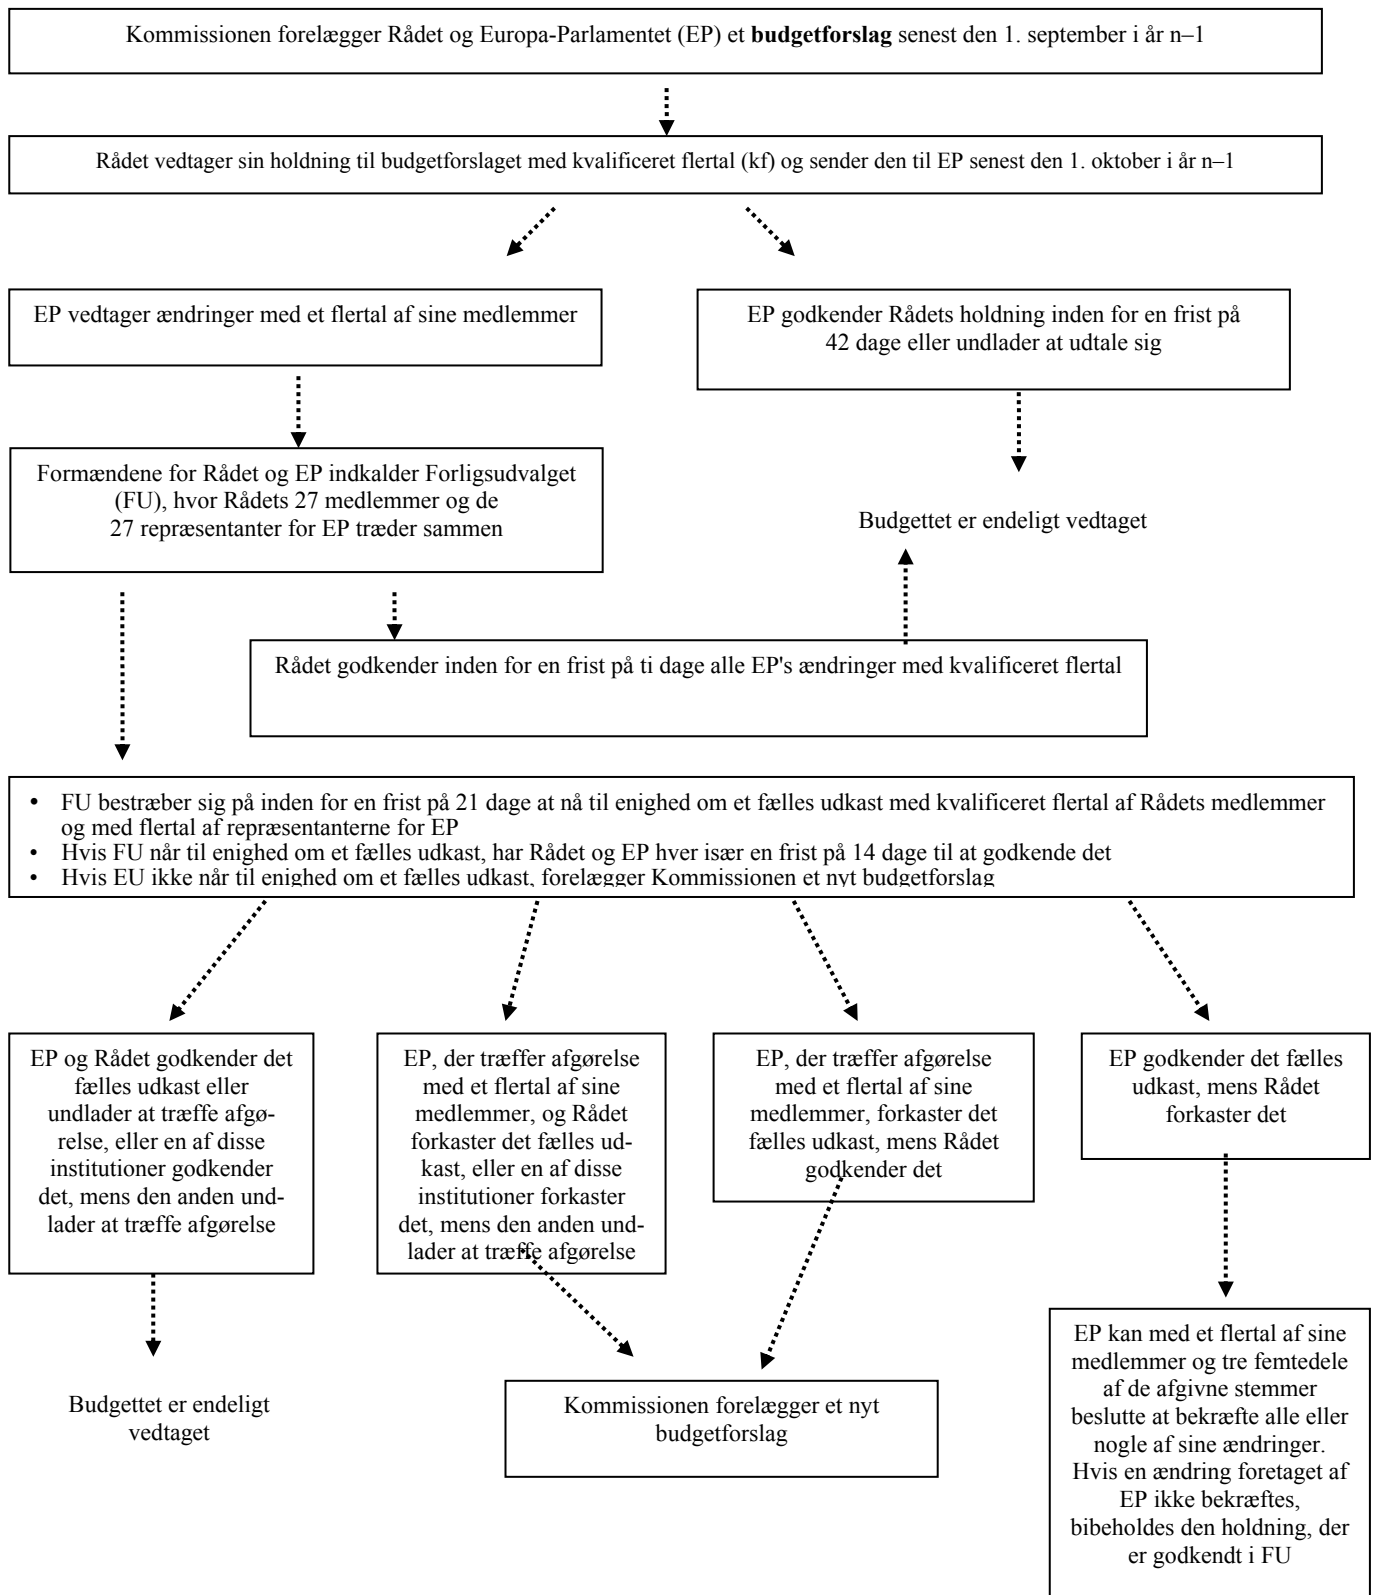 Kommissionen forelægger Rådet og Europa-Parlamentet (EP) et budgetforslag senest den 1. september i år n–1
Rådet vedtager sin holdning til budgetforslaget med kvalificeret flertal (kf) og sender den til EP senest den 1. oktober i år n–1
EP vedtager ændringer med et flertal af sine medlemmer
EP godkender Rådets holdning inden for en frist på
42 dage eller undlader at udtale sig
Formændene for Rådet og EP indkalder Forligsudvalget
(FU), hvor Rådets 27 medlemmer og de
27 repræsentanter for EP træder sammen
Budgettet er endeligt vedtaget
Rådet godkender inden for en frist på ti dage alle EP's ændringer med kvalificeret flertal
• FU bestræber sig på inden for en frist på 21 dage at nå til enighed om et fælles udkast med kvalificeret flertal af Rådets medlemmer
og med flertal af repræsentanterne for EP
• Hvis FU når til enighed om et fælles udkast, har Rådet og EP hver især en frist på 14 dage til at godkende det
• Hvis EU ikke når til enighed om et fælles udkast, forelægger Kommissionen et nyt budgetforslag
EP og Rådet godkender det
fælles udkast eller
undlader at træffe afgø-
relse, eller en af disse
institutioner godkender
det, mens den anden und-
lader at træffe afgørelse
EP, der træffer afgørelse
med et flertal af sine
medlemmer, og Rådet
forkaster det fælles ud-
kast, eller en af disse
institutioner forkaster
det, mens den anden und-
lader at træffe afgørelse
EP, der træffer afgørelse
med et flertal af sine
medlemmer, forkaster det
fælles udkast, mens Rådet
godkender det
EP godkender det fælles
udkast, mens Rådet
forkaster det
Budgettet er endeligt
vedtaget
Kommissionen forelægger et nyt
budgetforslag
EP kan med et flertal af sine
medlemmer og tre femtedele
af de afgivne stemmer
beslutte at bekræfte alle eller
nogle af sine ændringer.
Hvis en ændring foretaget af
EP ikke bekræftes,
bibeholdes den holdning, der
er godkendt i FU